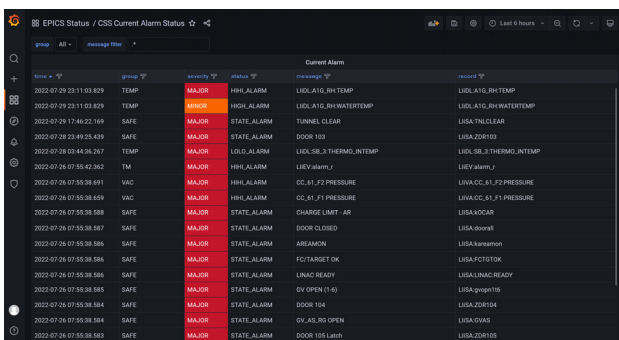 EPICS Status / CSS Current Alarm Status
Last 6 hours
group All message filter .*
Current Alarm
time group severity status message record
2022-07-29 23:11:03.829 TEMP MAJOR HIHI_ALARM LIIDL:A1G_RH:TEMP LIIDL:A1G_RH:TEMP
2022-07-29 23:11:03.829 TEMP MINOR HIGH_ALARM LIIDL:A1G_RH:WATERTEMP LIIDL:A1G_RH:WATERTEMP
2022-07-29 17:46:22.169 SAFE MAJOR STATE_ALARM TUNNEL CLEAR LIISA:TNLCLEAR
2022-07-28 23:49:25.439 SAFE MAJOR STATE_ALARM DOOR 103 LIISA:ZDR103
2022-07-28 03:44:36.267 TEMP MAJOR LOLO_ALARM LIIDL:SB_3:THERMO_INTEMP LIIDL:SB_3:THERMO_INTEMP
2022-07-26 07:55:42.362 TM MAJOR HIHI_ALARM LIiEV:alarm_r LIiEV:alarm_r
2022-07-26 07:55:38.691 VAC MAJOR HIHI_ALARM CC_61_F2 PRESSURE LIIVA:CC_61_F2:PRESSURE
2022-07-26 07:55:38.659 VAC MAJOR HIHI_ALARM CC_61_F1 PRESSURE LIIVA:CC_61_F1:PRESSURE
2022-07-26 07:55:38.588 SAFE MAJOR STATE_ALARM CHARGE LIMIT - AR LIISA:kOCAR
2022-07-26 07:55:38.587 SAFE MAJOR STATE_ALARM DOOR CLOSED LIISA:doorall
2022-07-26 07:55:38.586 SAFE MAJOR STATE_ALARM AREAMON LIISA:kareamon
2022-07-26 07:55:38.586 SAFE MAJOR STATE_ALARM FC/TARGET OK LIISA:FCTGTOK
2022-07-26 07:55:38.586 SAFE MAJOR STATE_ALARM LINAC READY LIISA:LINAC:READY
2022-07-26 07:55:38.585 SAFE MAJOR STATE_ALARM GV OPEN (1-6) LIISA:gvopn1t6
2022-07-26 07:55:38.584 SAFE MAJOR STATE_ALARM DOOR 104 LIISA:ZDR104
2022-07-26 07:55:38.584 SAFE MAJOR STATE_ALARM GV_AS_RG OPEN LIISA:GVAS
2022-07-26 07:55:38.583 SAFE MAJOR STATE_ALARM DOOR 105 Latch LIISA:ZDR105